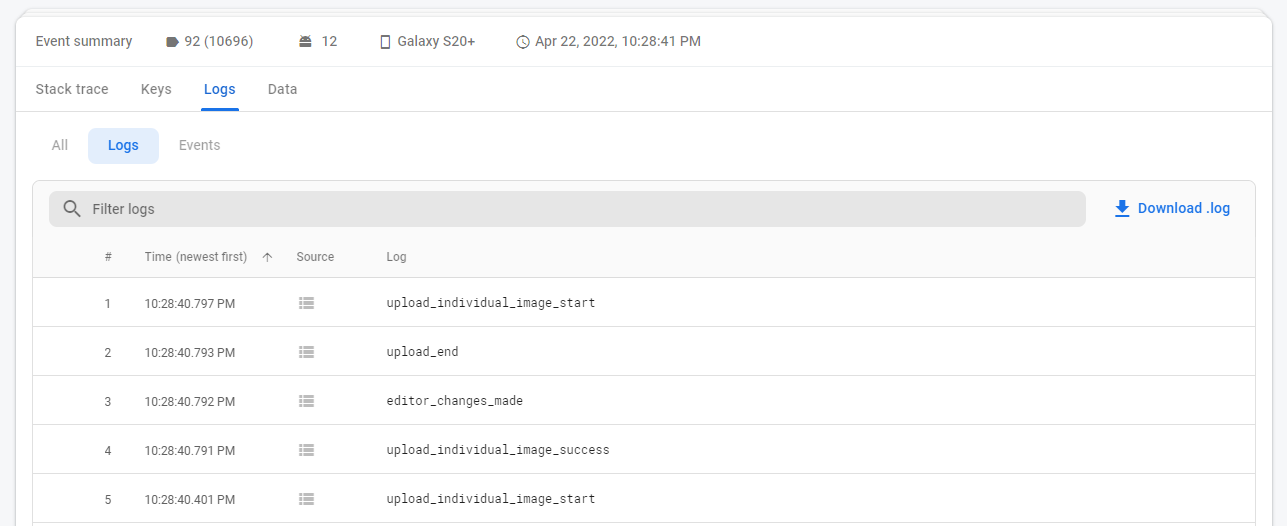 Event summary 92 (10696) 12 Galaxy S20+ Apr 22, 2022, 10:28:41 PM
Stack trace Keys Logs Data
All Logs Events
Filter logs Download .log
# Time (newest first) Source Log
1 10:28:40.797 PM upload_individual_image_start
2 10:28:40.793 PM upload_end
3 10:28:40.792 PM editor_changes_made
4 10:28:40.791 PM upload_individual_image_success
5 10:28:40.401 PM upload_individual_image_start